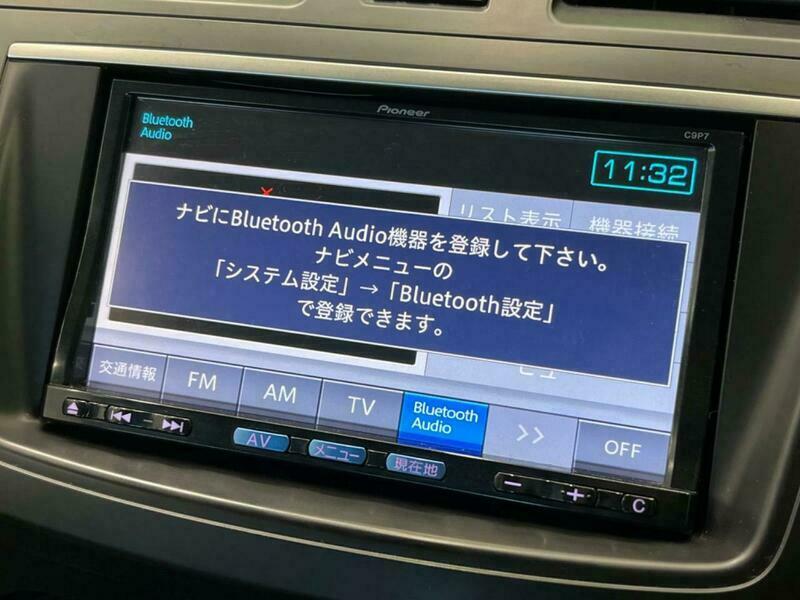 Pioneer
C9P7
Bluetooth
Audio
11:32
リスト表示
機器接続
ナビにBluetooth Audio機器を登録して下さい。
ナビメニューの
「システム設定」→「Bluetooth設定」
で登録できます。
交通情報
FM
AM
TV
Bluetooth
Audio
>>
OFF
AV
メニュー
現在地
－
+
C